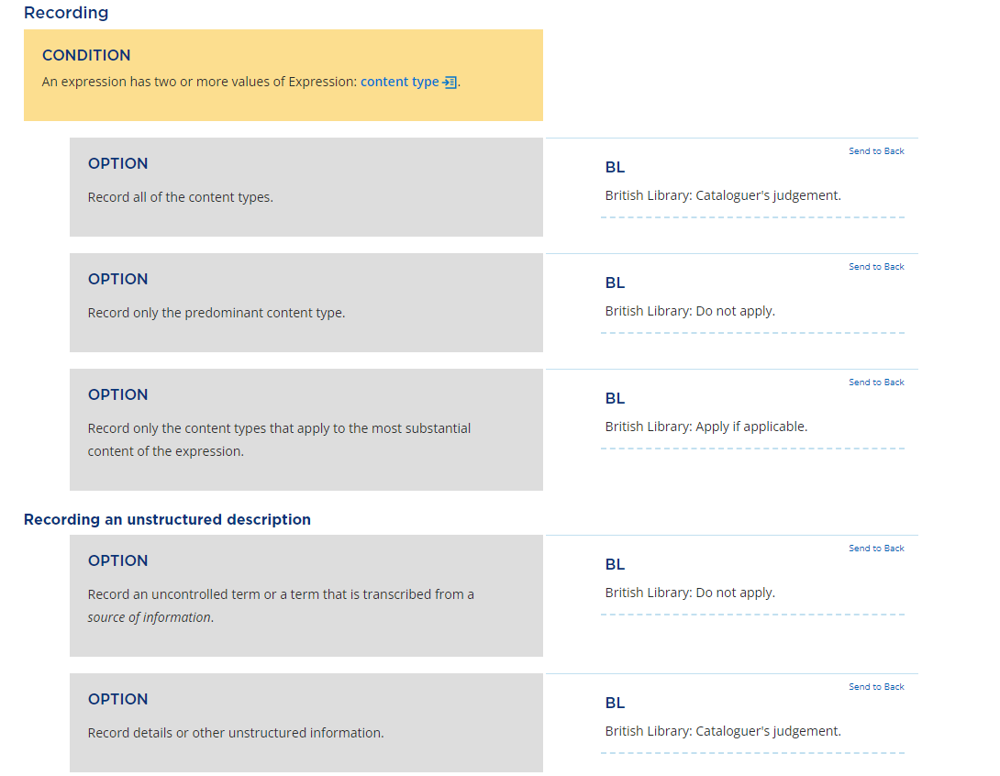 Recording
CONDITION
An expression has two or more values of Expression: content type.
OPTION
Record all of the content types.
Send to Back
BL
British Library: Cataloguer's judgement.
OPTION
Record only the predominant content type.
Send to Back
BL
British Library: Do not apply.
OPTION
Record only the content types that apply to the most substantial
content of the expression.
Send to Back
BL
British Library: Apply if applicable.
Recording an unstructured description
OPTION
Record an uncontrolled term or a term that is transcribed from a
source of information.
Send to Back
BL
British Library: Do not apply.
OPTION
Record details or other unstructured information.
Send to Back
BL
British Library: Cataloguer's judgement.